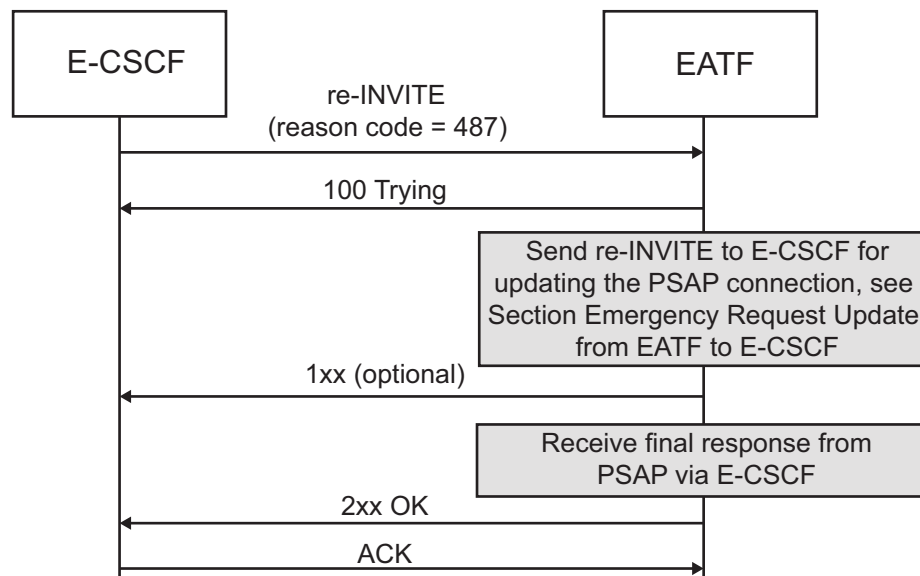 E-CSCF
EATF
re-INVITE
(reason code = 487)
100 Trying
Send re-INVITE to E-CSCF for
updating the PSAP connection, see
Section Emergency Request Update
from EATF to E-CSCF
1xx (optional)
Receive final response from
PSAP via E-CSCF
2xx OK
ACK